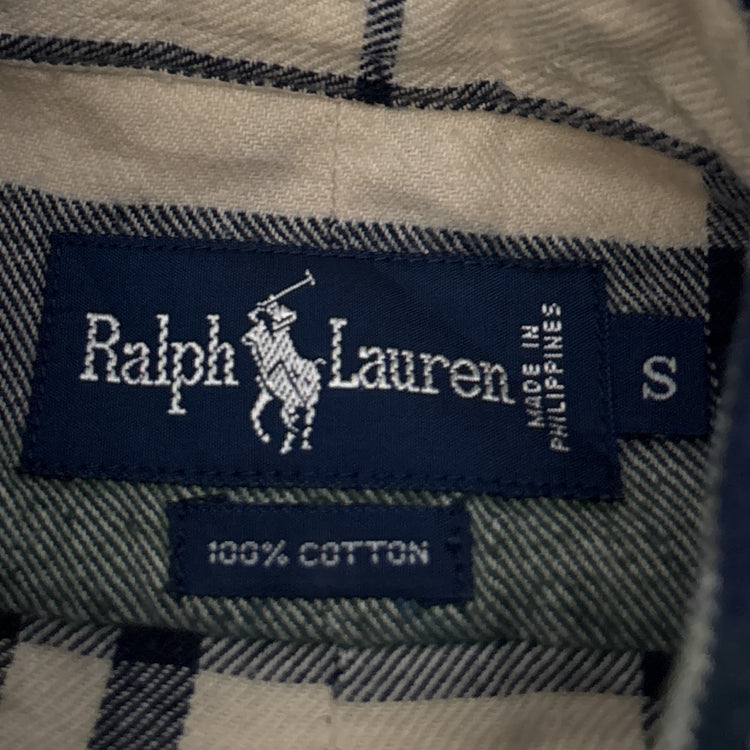 Ralph Lauren
MADE IN
PHILIPPINES
S
100% COTTON